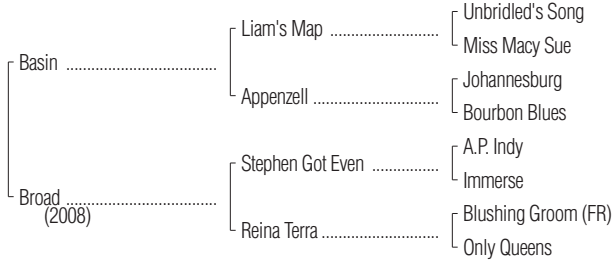 Unbridled's Song
Liam's Map ........................
Miss Macy Sue
Basin .................................
Johannesburg
Appenzell ...........................
Bourbon Blues
A.P. Indy
Stephen Got Even ..............
Immerse
Broad .................................
(2008)
Blushing Groom (FR)
Reina Terra .........................
Only Queens